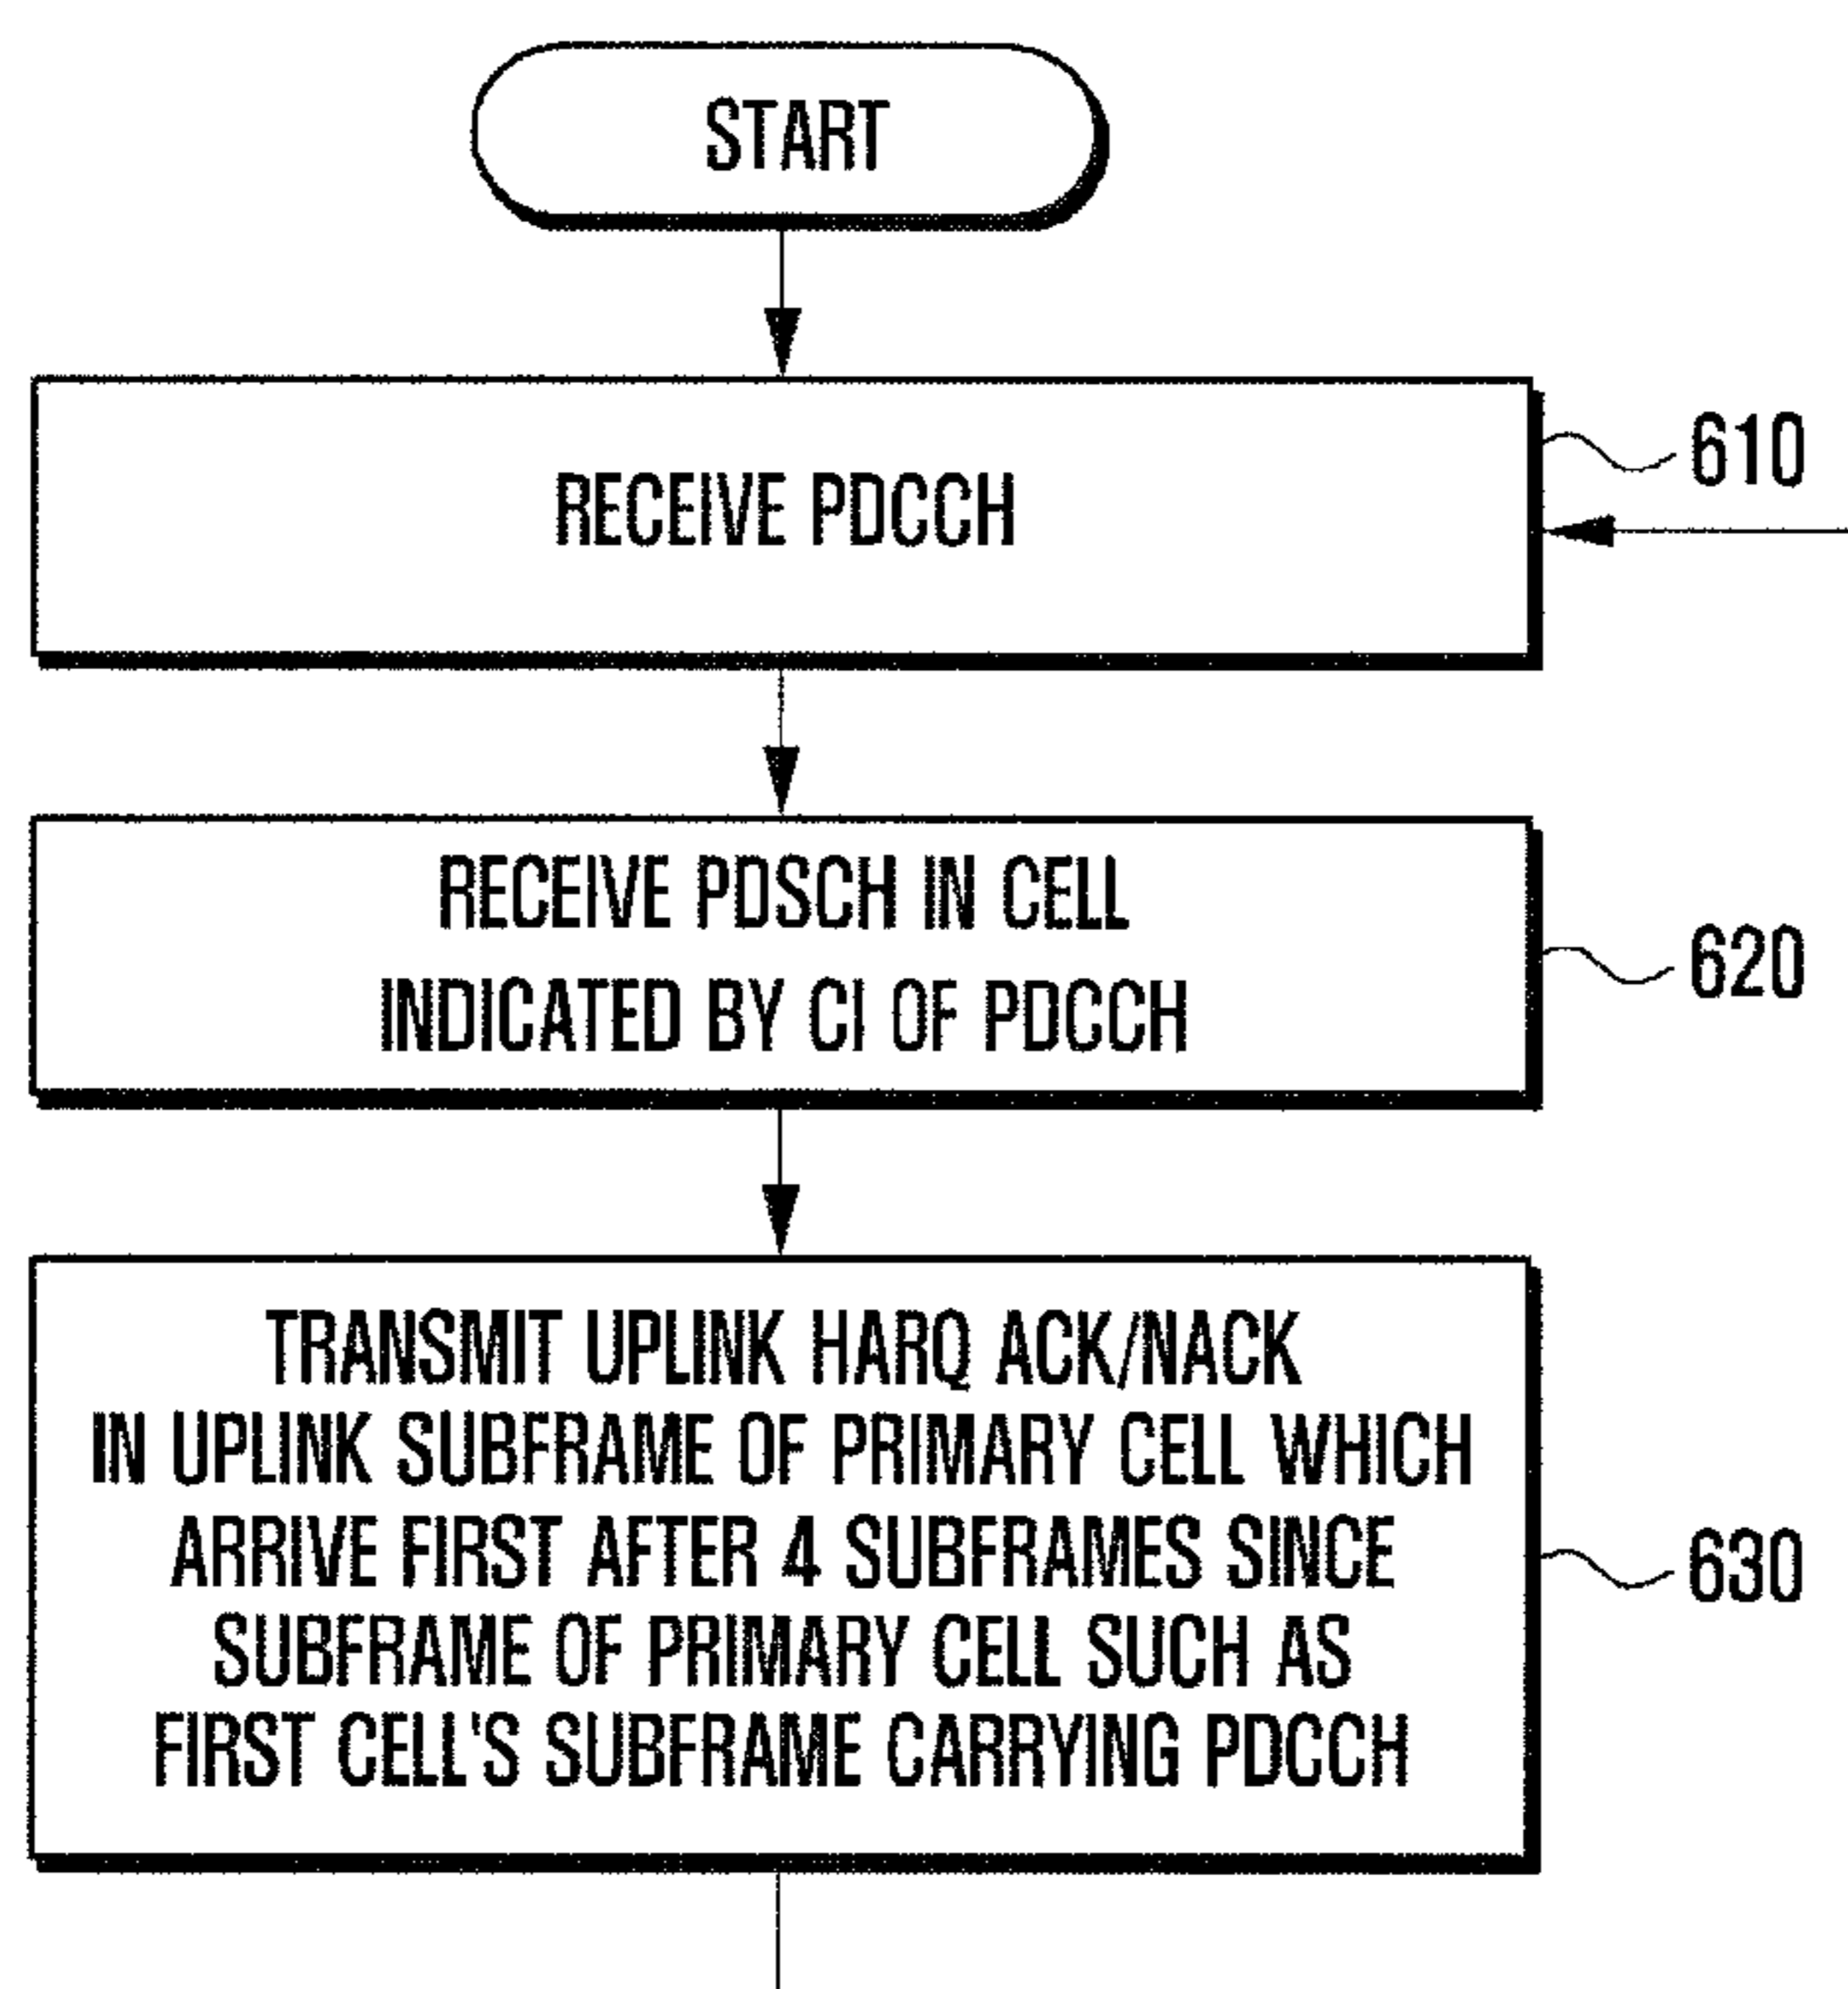 START
RECEIVE PDCCH
610
RECEIVE PDSCH IN CELL
INDICATED BY CI OF PDCCH
620
TRANSMIT UPLINK HARQ ACK/NACK
IN UPLINK SUBFRAME OF PRIMARY CELL WHICH
ARRIVE FIRST AFTER 4 SUBFRAMES SINCE
SUBFRAME OF PRIMARY CELL SUCH AS
FIRST CELL'S SUBFRAME CARRYING PDCCH
630